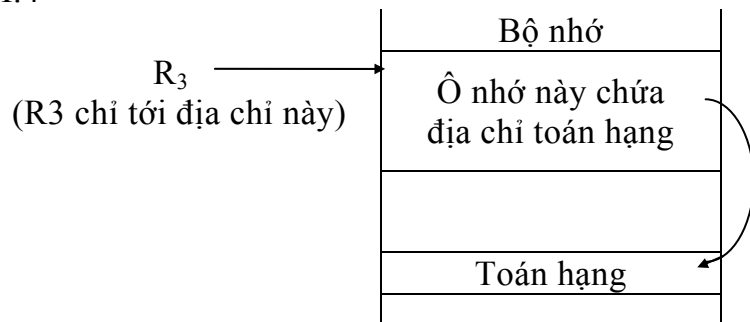 Bộ nhớ
R₃
(R3 chỉ tới địa chỉ này)
Ô nhớ này chứa
địa chỉ toán hạng
Toán hạng